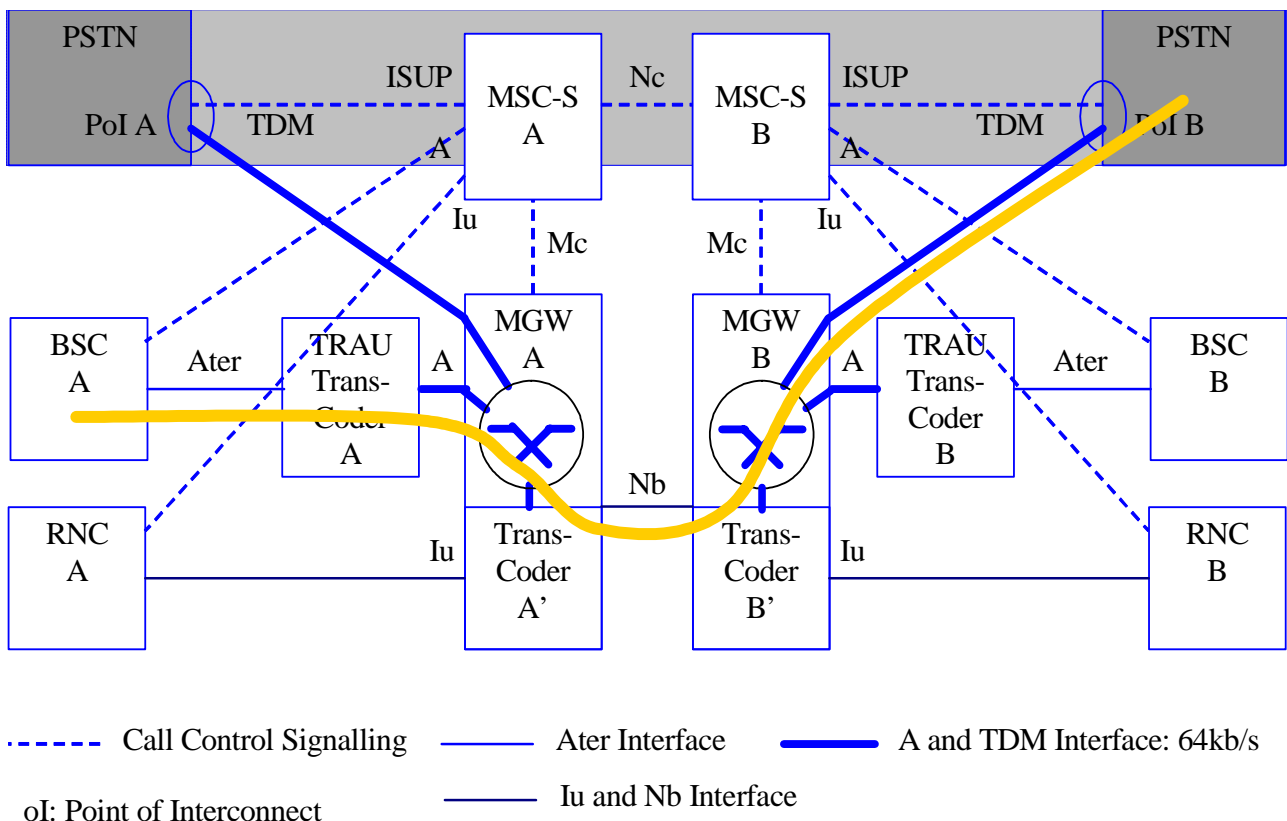 PSTN
PSTN
ISUP
Nc
ISUP
MSC-S
A
MSC-S
B
PoI A
TDM
TDM
PoI B
A
A
Iu
Iu
Mc
Mc
BSC
A
Ater
TRAU
Trans-
Coder
A
A
MGW
A
MGW
B
A
TRAU
Trans-
Coder
B
Ater
BSC
B
Nb
RNC
A
Iu
Trans-
Coder
A’
Trans-
Coder
B’
Iu
RNC
B
Call Control Signalling
Ater Interface
A and TDM Interface: 64kb/s
oI: Point of Interconnect
Iu and Nb Interface